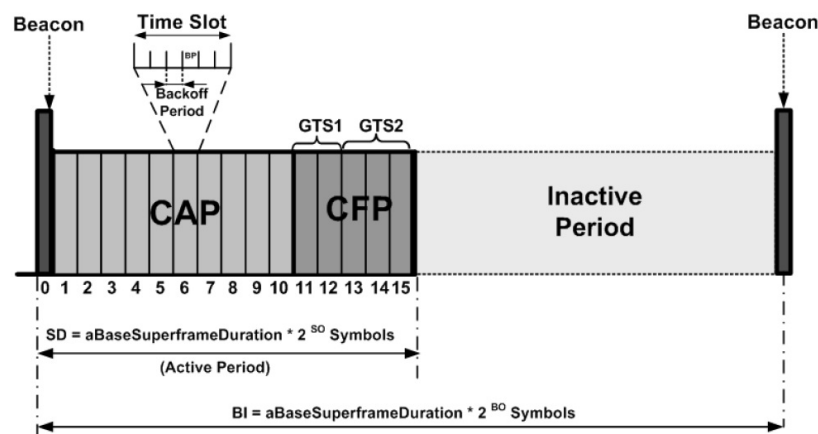 Beacon
Time Slot
Beacon
BP
Backoff
Period
GTS1 GTS2
CAP
CFP
Inactive
Period
0 1 2 3 4 5 6 7 8 9 10 11 12 13 14 15
SD = aBaseSuperframeDuration * 2 SO Symbols
(Active Period)
BI = aBaseSuperframeDuration * 2 BO Symbols